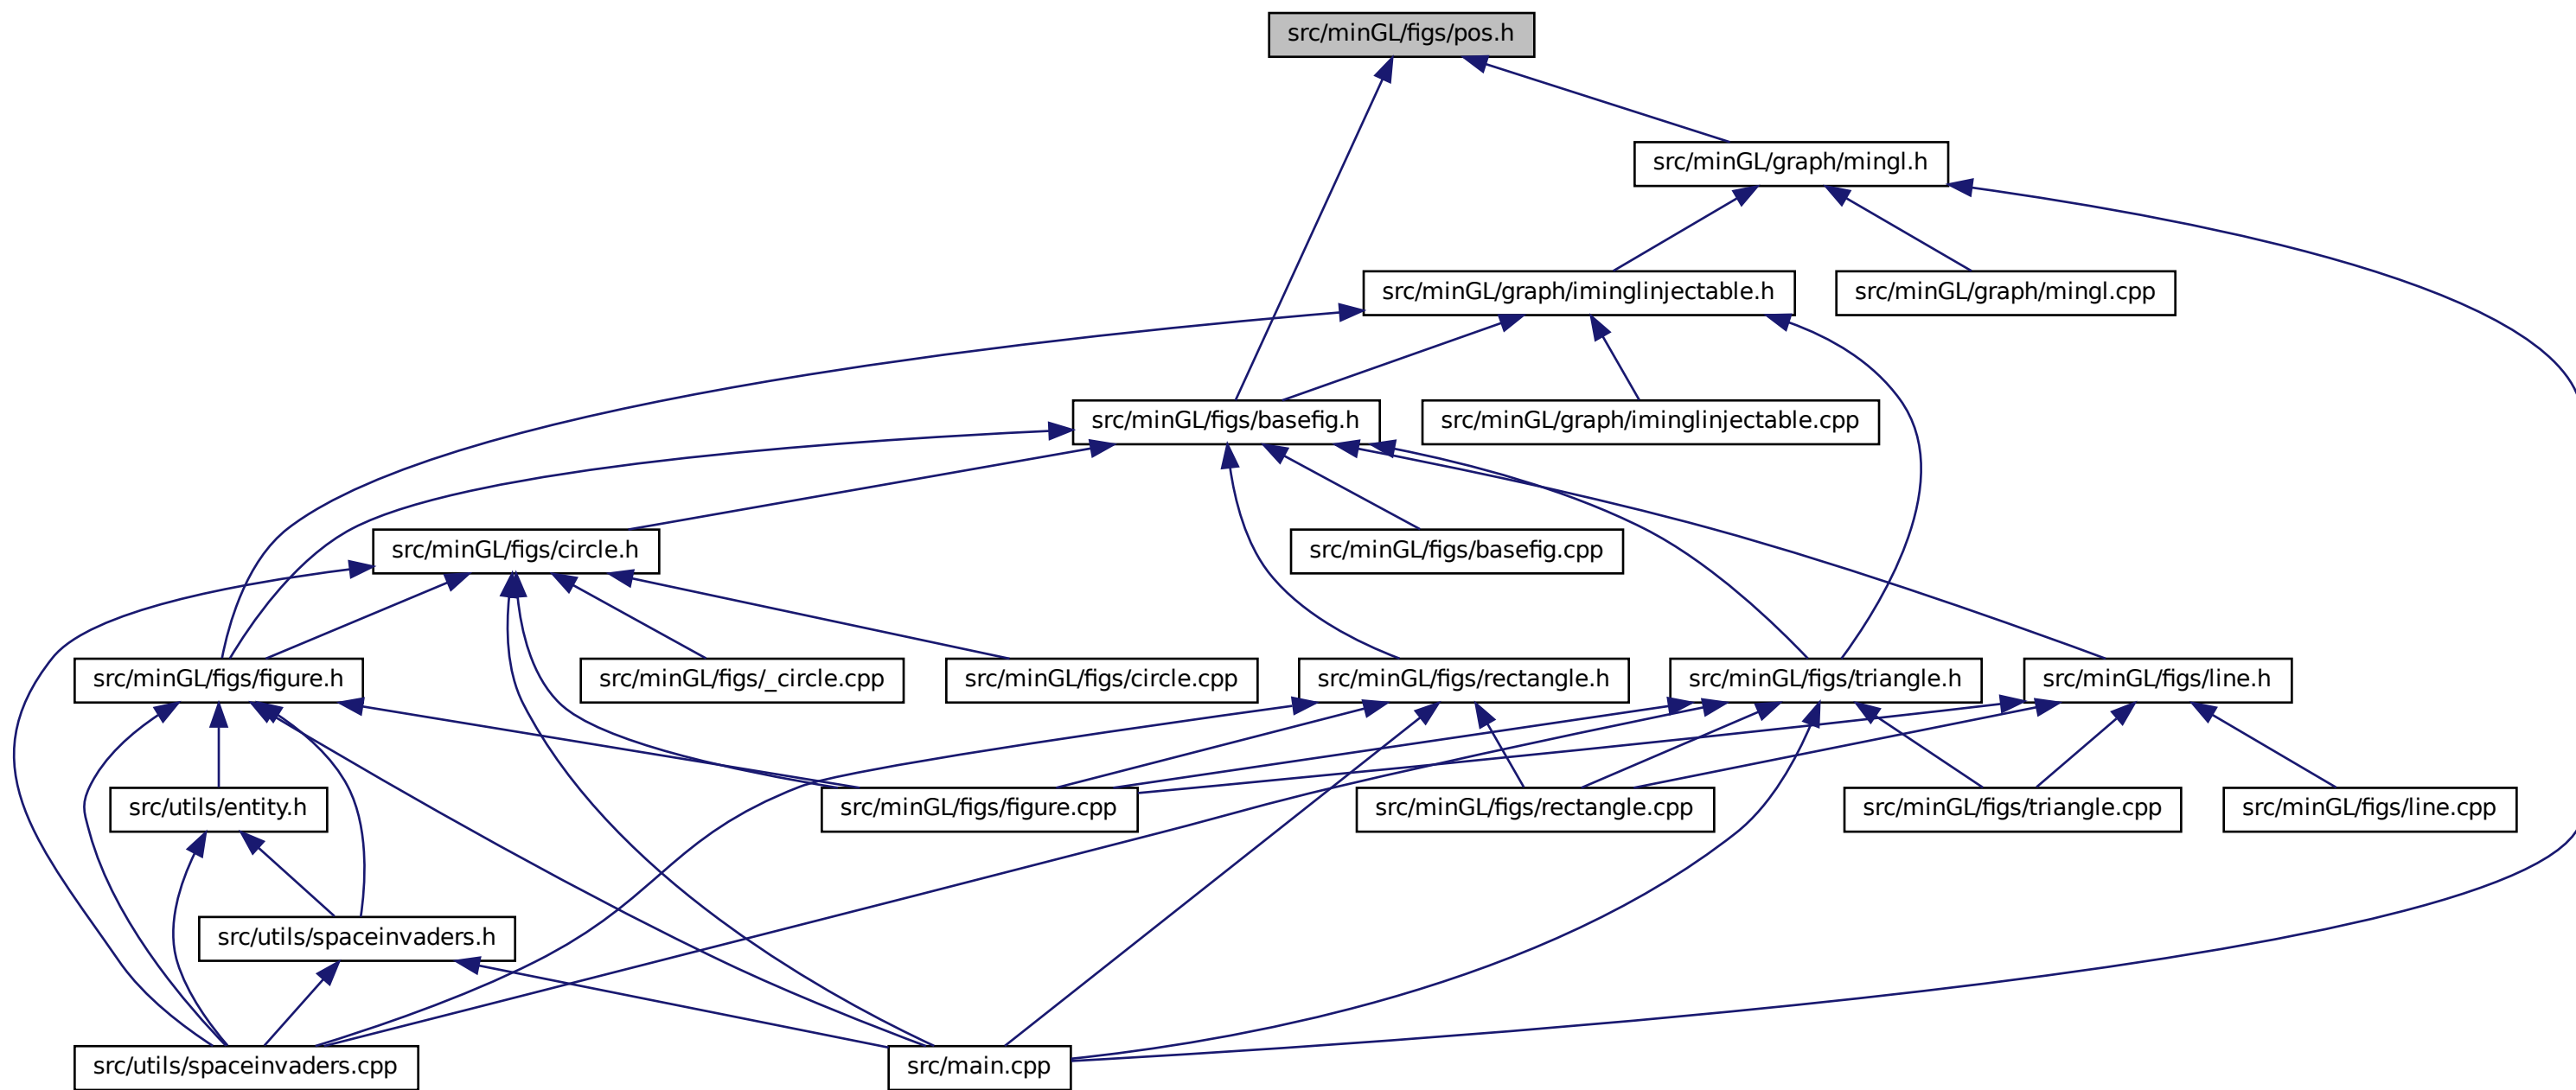 src/minGL/figs/pos.h
src/minGL/graph/mingl.h
src/minGL/graph/iminglinjectable.h
src/minGL/graph/mingl.cpp
src/minGL/figs/basefig.h
src/minGL/graph/iminglinjectable.cpp
src/minGL/figs/circle.h
src/minGL/figs/basefig.cpp
src/minGL/figs/figure.h
src/minGL/figs/_circle.cpp
src/minGL/figs/circle.cpp
src/minGL/figs/rectangle.h
src/minGL/figs/triangle.h
src/minGL/figs/line.h
src/utils/entity.h
src/minGL/figs/figure.cpp
src/minGL/figs/rectangle.cpp
src/minGL/figs/triangle.cpp
src/minGL/figs/line.cpp
src/utils/spaceinvaders.h
src/utils/spaceinvaders.cpp
src/main.cpp